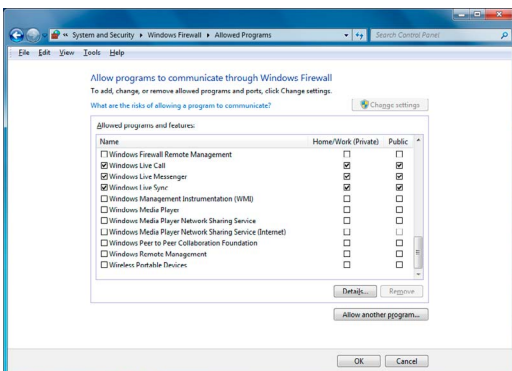 « System and Security ▸ Windows Firewall ▸ Allowed Programs
Search Control Panel
File Edit View Tools Help
Allow programs to communicate through Windows Firewall
To add, change, or remove allowed programs and ports, click Change settings.
What are the risks of allowing a program to communicate?
Change settings
Allowed programs and features:
Name Home/Work (Private) Public
Windows Firewall Remote Management
Windows Live Call
Windows Live Messenger
Windows Live Sync
Windows Management Instrumentation (WMI)
Windows Media Player
Windows Media Player Network Sharing Service
Windows Media Player Network Sharing Service (Internet)
Windows Peer to Peer Collaboration Foundation
Windows Remote Management
Wireless Portable Devices
Details... Remove
Allow another program...
OK Cancel